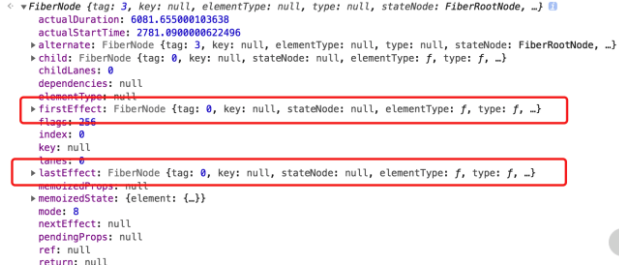 FiberNode {tag: 3, key: null, elementType: null, type: null, stateNode: FiberRootNode, …}
actualDuration: 6081.655000103638
actualStartTime: 2781.0900000622496
alternate: FiberNode {tag: 3, key: null, elementType: null, type: null, stateNode: FiberRootNode, …}
child: FiberNode {tag: 0, key: null, stateNode: null, elementType: ƒ, type: ƒ, …}
childLanes: 0
dependencies: null
elementType: null
firstEffect: FiberNode {tag: 0, key: null, stateNode: null, elementType: ƒ, type: ƒ, …}
flags: 256
index: 0
key: null
lanes: 0
lastEffect: FiberNode {tag: 0, key: null, stateNode: null, elementType: ƒ, type: ƒ, …}
memoizedProps: null
memoizedState: {element: {…}}
mode: 8
nextEffect: null
pendingProps: null
ref: null
return: null